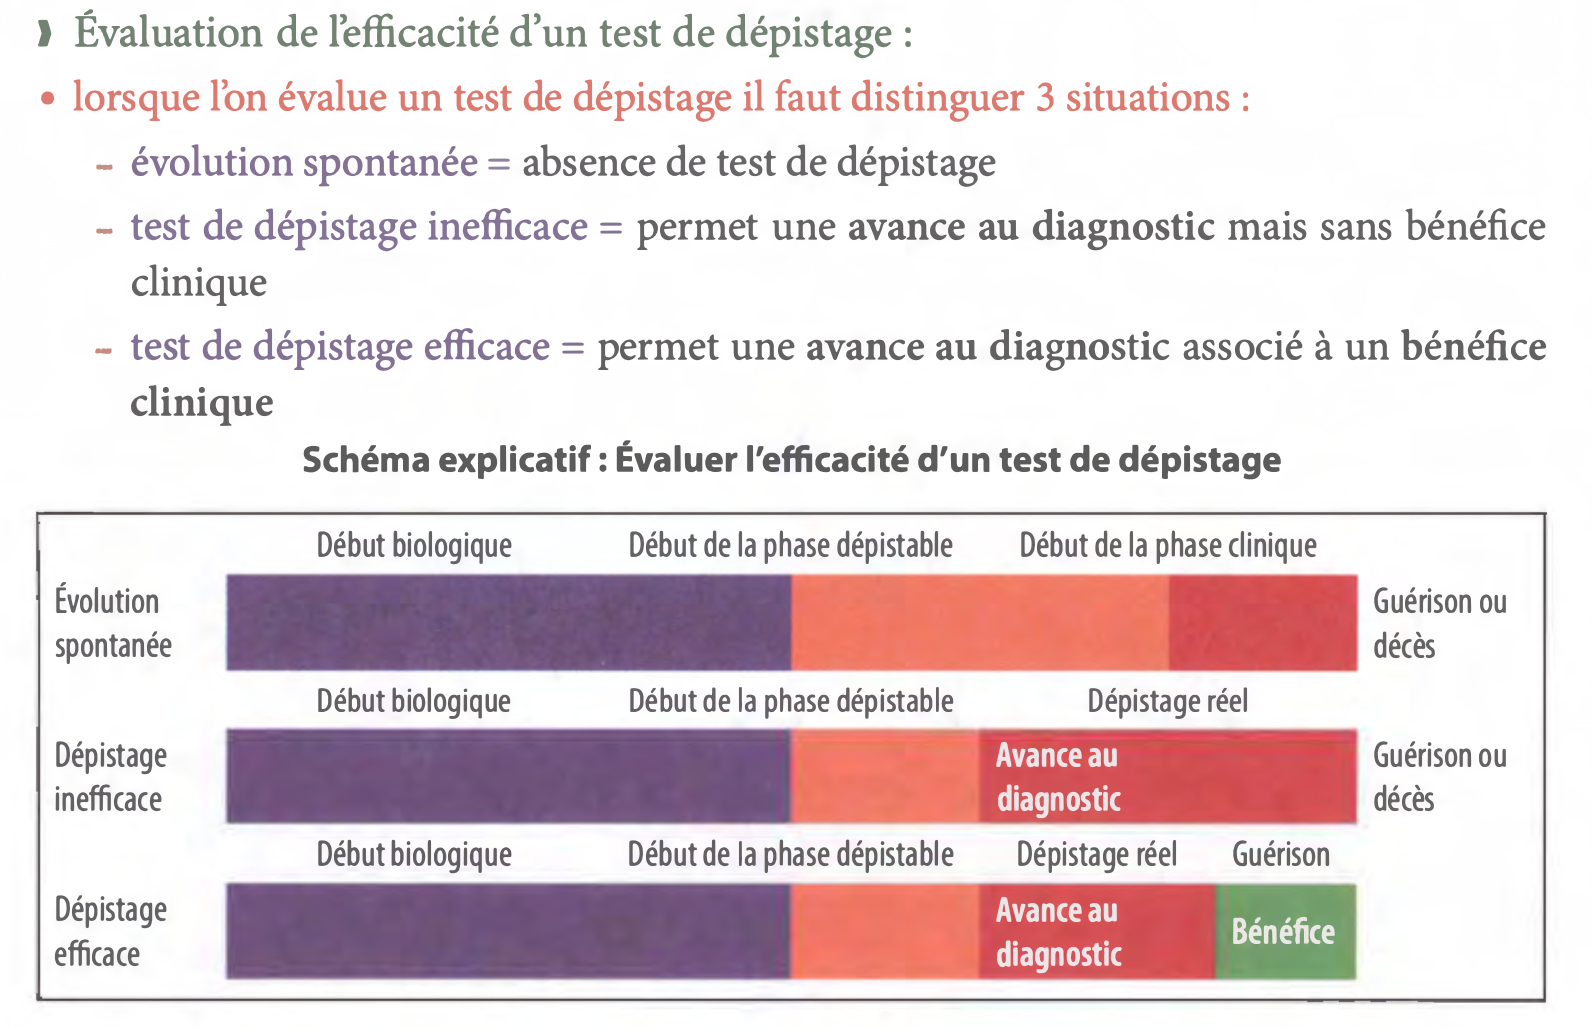 Évaluation de l'efficacité d'un test de dépistage :
• lorsque l'on évalue un test de dépistage il faut distinguer 3 situations :
- évolution spontanée = absence de test de dépistage
- test de dépistage inefficace = permet une avance au diagnostic mais sans bénéfice
clinique
- test de dépistage efficace = permet une avance au diagnostic associé à un bénéfice
clinique
Schéma explicatif : Évaluer l'efficacité d'un test de dépistage
Début biologique Début de la phase dépistable Début de la phase clinique
Évolution
spontanée
Guérison ou
décès
Début biologique Début de la phase dépistable Dépistage réel
Dépistage
inefficace
Avance au
diagnostic
Guérison ou
décès
Début biologique Début de la phase dépistable Dépistage réel Guérison
Dépistage
efficace
Avance au
diagnostic
Bénéfice